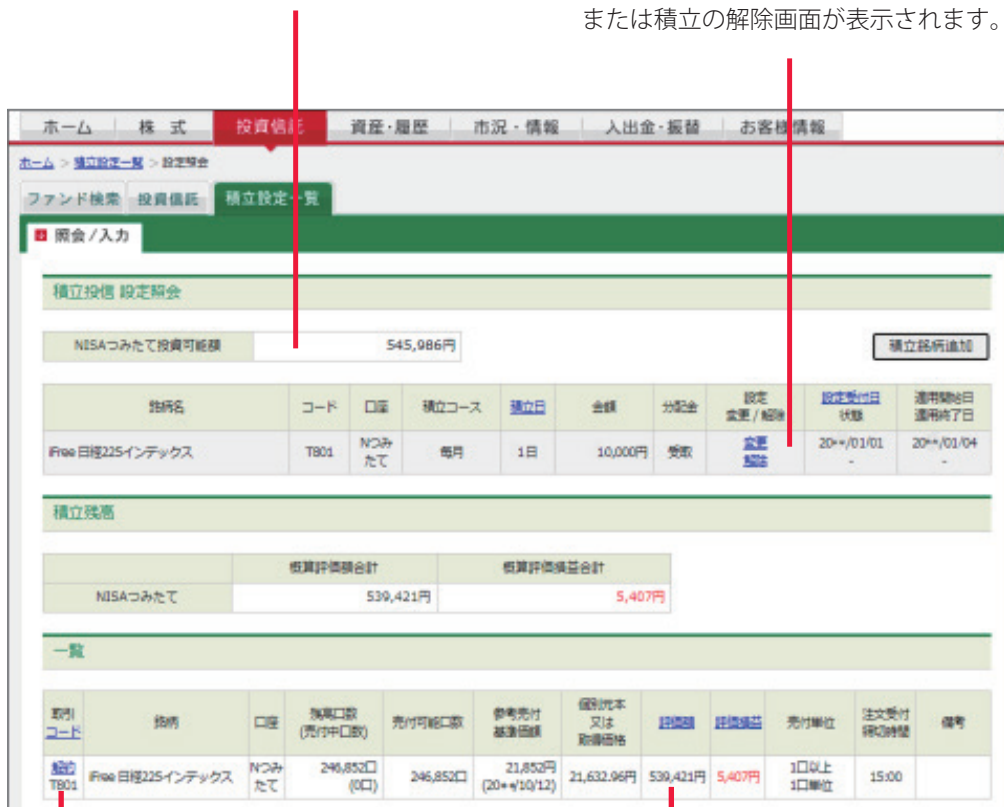 または積立の解除画面が表示されます。
ホーム 株 式 投資信託 資産・履歴 市況・情報 入出金・振替 お客様情報
ホーム > 積立設定一覧 > 設定照会
ファンド検索 投資信託 積立設定一覧
照会/入力
積立投信 設定照会
NISAつみたて投資可能額 545,986円 積立銘柄追加
銘柄名 コード 口座 積立コース 積立日 金額 分配金 設定 変更/解除 設定受付日 状態 適用開始日 適用終了日
iFree 日経225インデックス T801 Nつみたて 毎月 1日 10,000円 受取 変更 解除 20**/01/01 - 20**/01/04 -
積立残高
概算評価額合計 概算評価損益合計
NISAつみたて 539,421円 5,407円
一覧
取引 コード 銘柄 口座 残高口数 (売付中口数) 売付可能口数 参考売付 基準価額 個別元本 又は 取得価格 評価額 評価損益 売付単位 注文受付 締切時間 備考
解約 T801 iFree 日経225インデックス Nつみたて 246,852口 (0口) 246,852口 21,852円 (20**/10/12) 21,632.96円 539,421円 5,407円 1口以上 1口単位 15:00